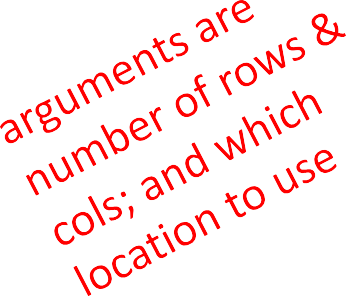 arguments are
number of rows &
cols; and which
location to use